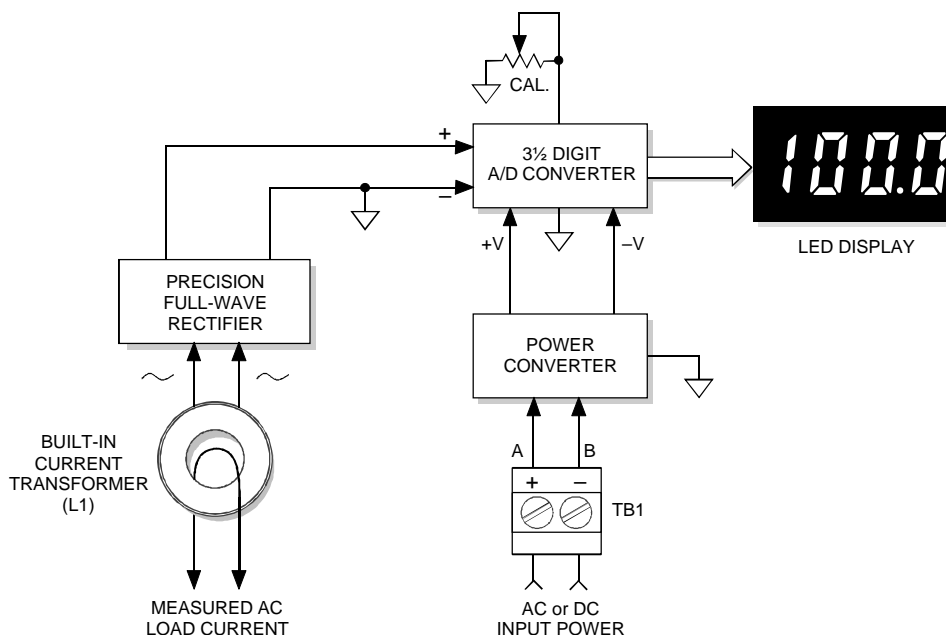 CAL.
+
−
3½ DIGIT
A/D CONVERTER
100.0
LED DISPLAY
+V
−V
PRECISION
FULL-WAVE
RECTIFIER
POWER
CONVERTER
BUILT-IN
CURRENT
TRANSFORMER
(L1)
A
B
+
−
TB1
MEASURED AC
LOAD CURRENT
AC or DC
INPUT POWER